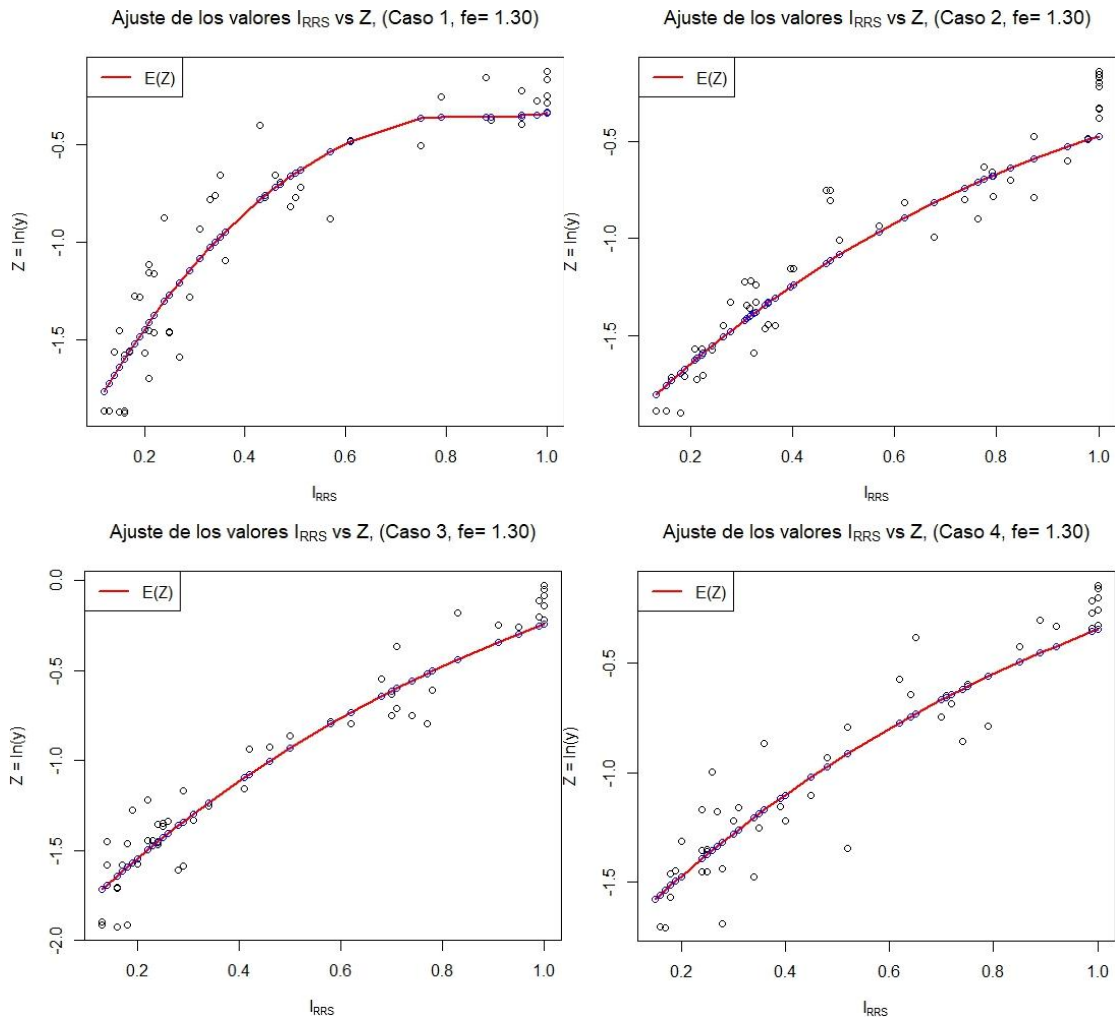 Ajuste de los valores I_RRS vs Z, (Caso 1, fe= 1.30)
E(Z)
Z = ln(y)
-0.5
-1.0
-1.5
0.2 0.4 0.6 0.8 1.0
I_RRS
Ajuste de los valores I_RRS vs Z, (Caso 2, fe= 1.30)
E(Z)
Z = ln(y)
-0.5
-1.0
-1.5
0.2 0.4 0.6 0.8 1.0
I_RRS
Ajuste de los valores I_RRS vs Z, (Caso 3, fe= 1.30)
E(Z)
Z = ln(y)
0.0
-0.5
-1.0
-1.5
-2.0
0.2 0.4 0.6 0.8 1.0
I_RRS
Ajuste de los valores I_RRS vs Z, (Caso 4, fe= 1.30)
E(Z)
Z = ln(y)
-0.5
-1.0
-1.5
0.2 0.4 0.6 0.8 1.0
I_RRS